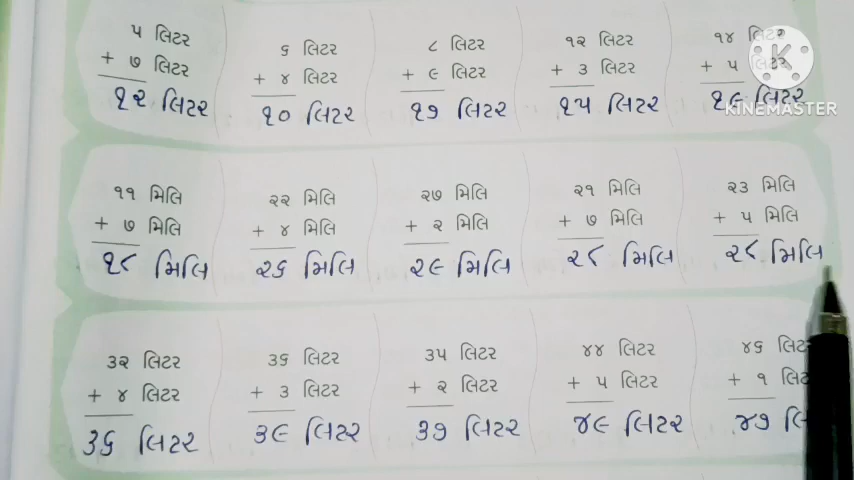 ૫ લિટર ૬ લિટર ૮ લિટર ૧૨ લિટર ૧૪ લિટર
+ ૭ લિટર + ૪ લિટર + ૯ લિટર + ૩ લિટર + ૫ લિટર
૧૨ લિટર ૧૦ લિટર ૧૭ લિટર ૧૫ લિટર ૧૯ લિટર
KINEMASTER
૧૧ મિલિ ૨૨ મિલિ ૨૭ મિલિ ૨૧ મિલિ ૨૩ મિલિ
+ ૭ મિલિ + ૪ મિલિ + ૨ મિલિ + ૭ મિલિ + ૫ મિલિ
૧૮ મિલિ ૨૬ મિલિ ૨૯ મિલિ ૨૮ મિલિ ૨૮ મિલિ
૩૨ લિટર ૩૬ લિટર ૩૫ લિટર ૪૪ લિટર ૪૬ લિટ
+ ૪ લિટર + ૩ લિટર + ૨ લિટર + ૫ લિટર + ૧ લિટ
૩૬ લિટર ૩૯ લિટર ૩૭ લિટર ૪૯ લિટર ૪૭ લિ